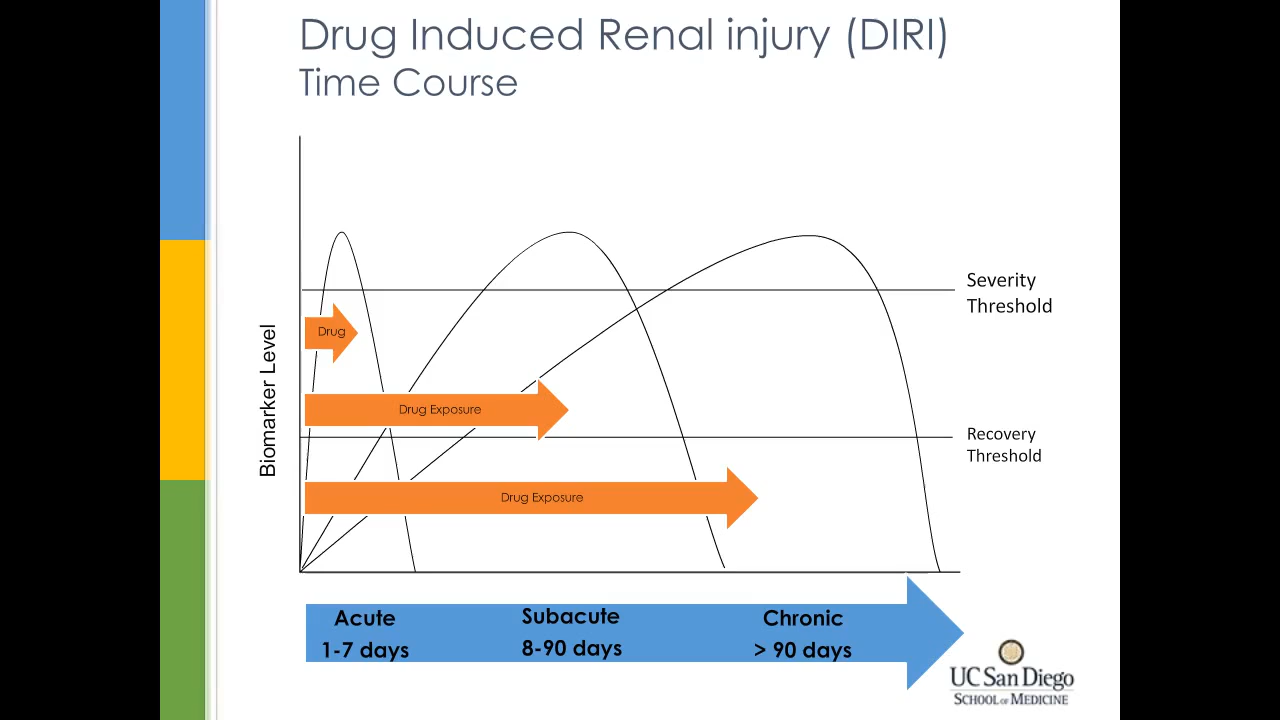 Drug Induced Renal injury (DIRI)
Time Course
Biomarker Level
Severity
Threshold
Drug
Drug Exposure
Recovery
Threshold
Drug Exposure
Acute
1-7 days
Subacute
8-90 days
Chronic
> 90 days
UC San Diego
SCHOOL OF MEDICINE